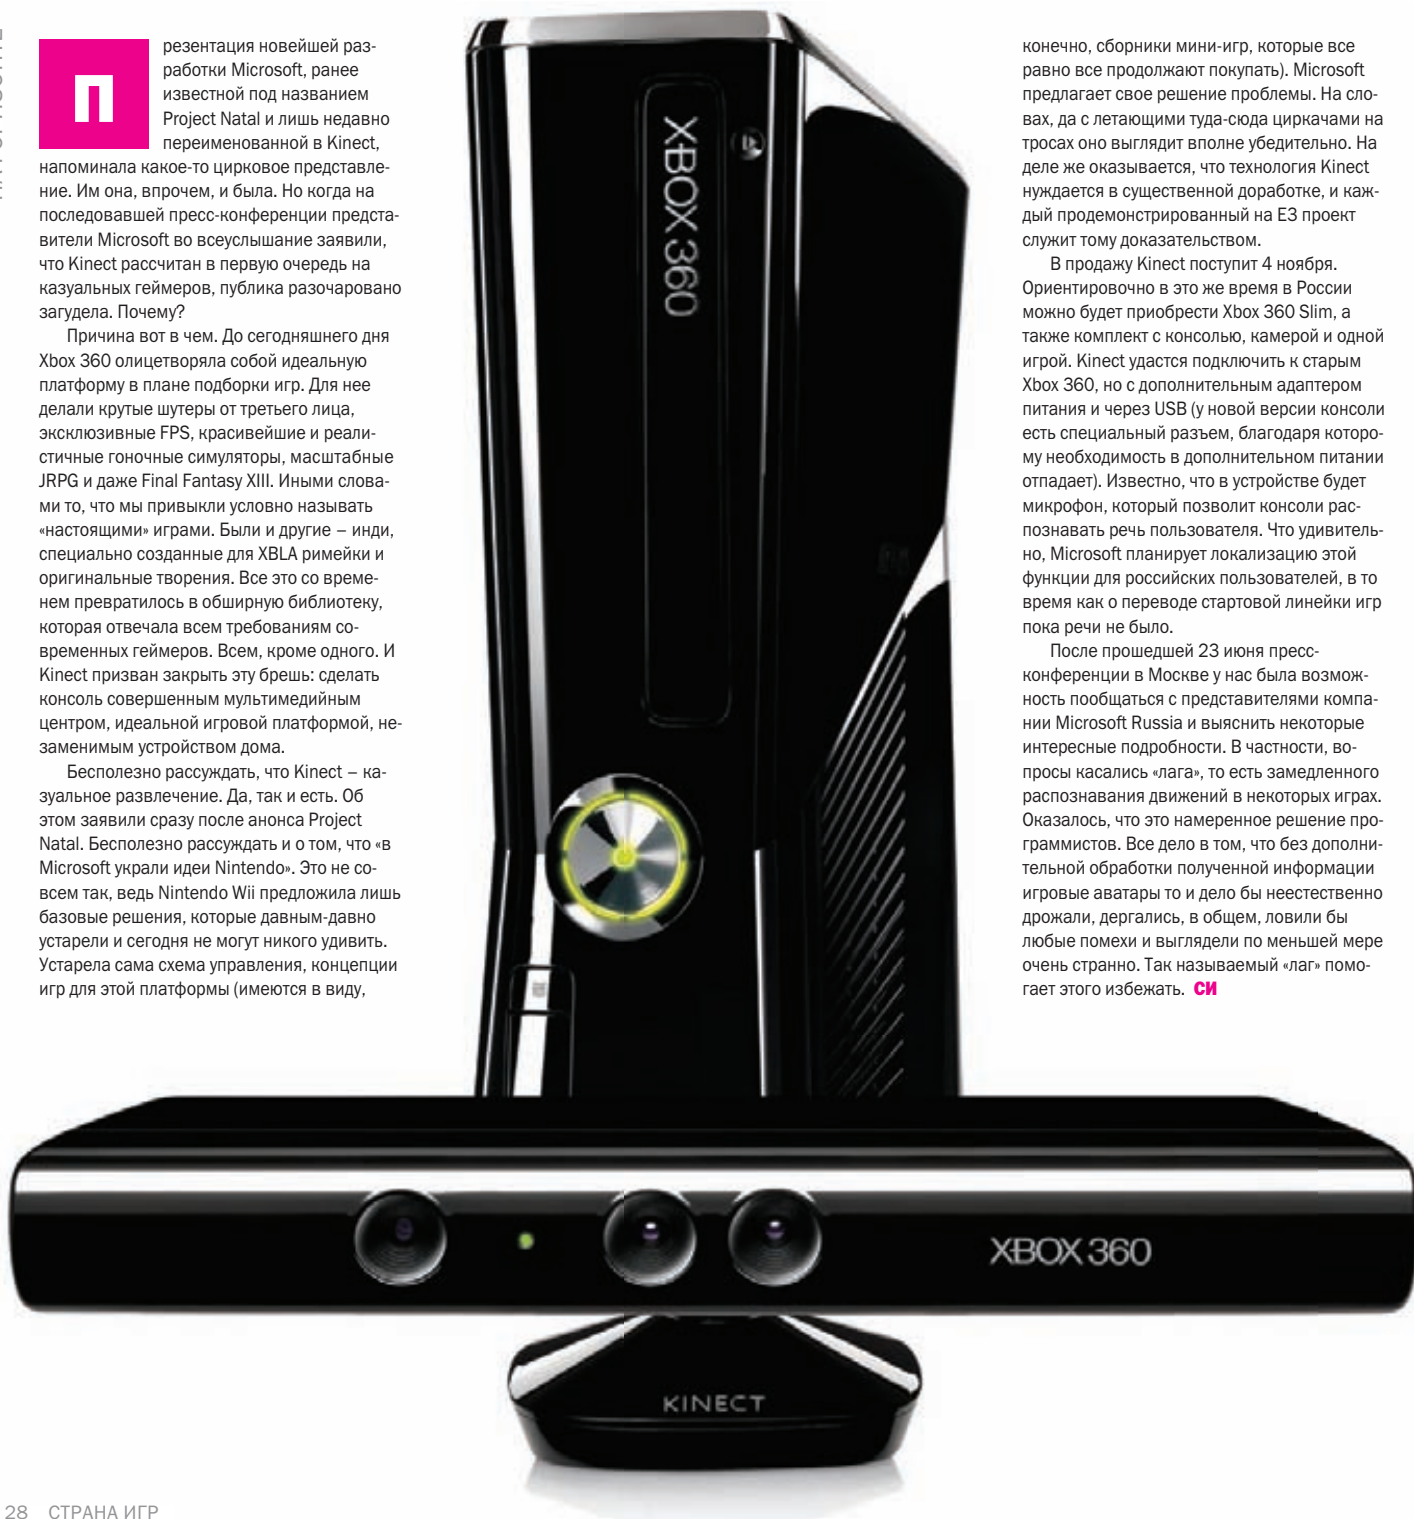 П
резентация новейшей раз-
работки Microsoft, ранее
известной под названием
Project Natal и лишь недавно
переименованной в Kinect,
напоминала какое-то цирковое представле-
ние. Им она, впрочем, и была. Но когда на
последовавшей пресс-конференции предста-
вители Microsoft во всеуслышание заявили,
что Kinect рассчитан в первую очередь на
казуальных геймеров, публика разочаровано
загудела. Почему?
Причина вот в чем. До сегодняшнего дня
Xbox 360 олицетворяла собой идеальную
платформу в плане подборки игр. Для нее
делали крутые шутеры от третьего лица,
эксклюзивные FPS, красивейшие и реали-
стичные гоночные симуляторы, масштабные
JRPG и даже Final Fantasy XIII. Иными слова-
ми то, что мы привыкли условно называть
«настоящими» играми. Были и другие – инди,
специально созданные для XBLA римейки и
оригинальные творения. Все это со време-
нем превратилось в обширную библиотеку,
которая отвечала всем требованиям со-
временных геймеров. Всем, кроме одного. И
Kinect призван закрыть эту брешь: сделать
консоль совершенным мультимедийным
центром, идеальной игровой платформой, не-
заменимым устройством дома.
Бесполезно рассуждать, что Kinect – ка-
зуальное развлечение. Да, так и есть. Об
этом заявили сразу после анонса Project
Natal. Бесполезно рассуждать и о том, что «в
Microsoft украли идеи Nintendo». Это не со-
всем так, ведь Nintendo Wii предложила лишь
базовые решения, которые давным-давно
устарели и сегодня не могут никого удивить.
Устарела сама схема управления, концепции
игр для этой платформы (имеются в виду,
конечно, сборники мини-игр, которые все
равно все продолжают покупать). Microsoft
предлагает свое решение проблемы. На сло-
вах, да с летающими туда-сюда циркачами на
тросах оно выглядит вполне убедительно. На
деле же оказывается, что технология Kinect
нуждается в существенной доработке, и каж-
дый продемонстрированный на E3 проект
служит тому доказательством.
В продажу Kinect поступит 4 ноября.
Ориентировочно в это же время в России
можно будет приобрести Xbox 360 Slim, а
также комплект с консолью, камерой и одной
игрой. Kinect удастся подключить к старым
Xbox 360, но с дополнительным адаптером
питания и через USB (у новой версии консоли
есть специальный разъем, благодаря которо-
му необходимость в дополнительном питании
отпадает). Известно, что в устройстве будет
микрофон, который позволит консоли рас-
познавать речь пользователя. Что удивитель-
но, Microsoft планирует локализацию этой
функции для российских пользователей, в то
время как о переводе стартовой линейки игр
пока речи не было.
После прошедшей 23 июня пресс-
конференции в Москве у нас была возмож-
ность пообщаться с представителями компа-
нии Microsoft Russia и выяснить некоторые
интересные подробности. В частности, во-
просы касались «лага», то есть замедленного
распознавания движений в некоторых играх.
Оказалось, что это намеренное решение про-
граммистов. Все дело в том, что без дополни-
тельной обработки полученной информации
игровые аватары то и дело бы неестественно
дрожали, дергались, в общем, ловили бы
любые помехи и выглядели по меньшей мере
очень странно. Так называемый «лаг» помо-
гает этого избежать. СИ
XBOX 360
XBOX 360
KINECT
28 СТРАНА ИГР